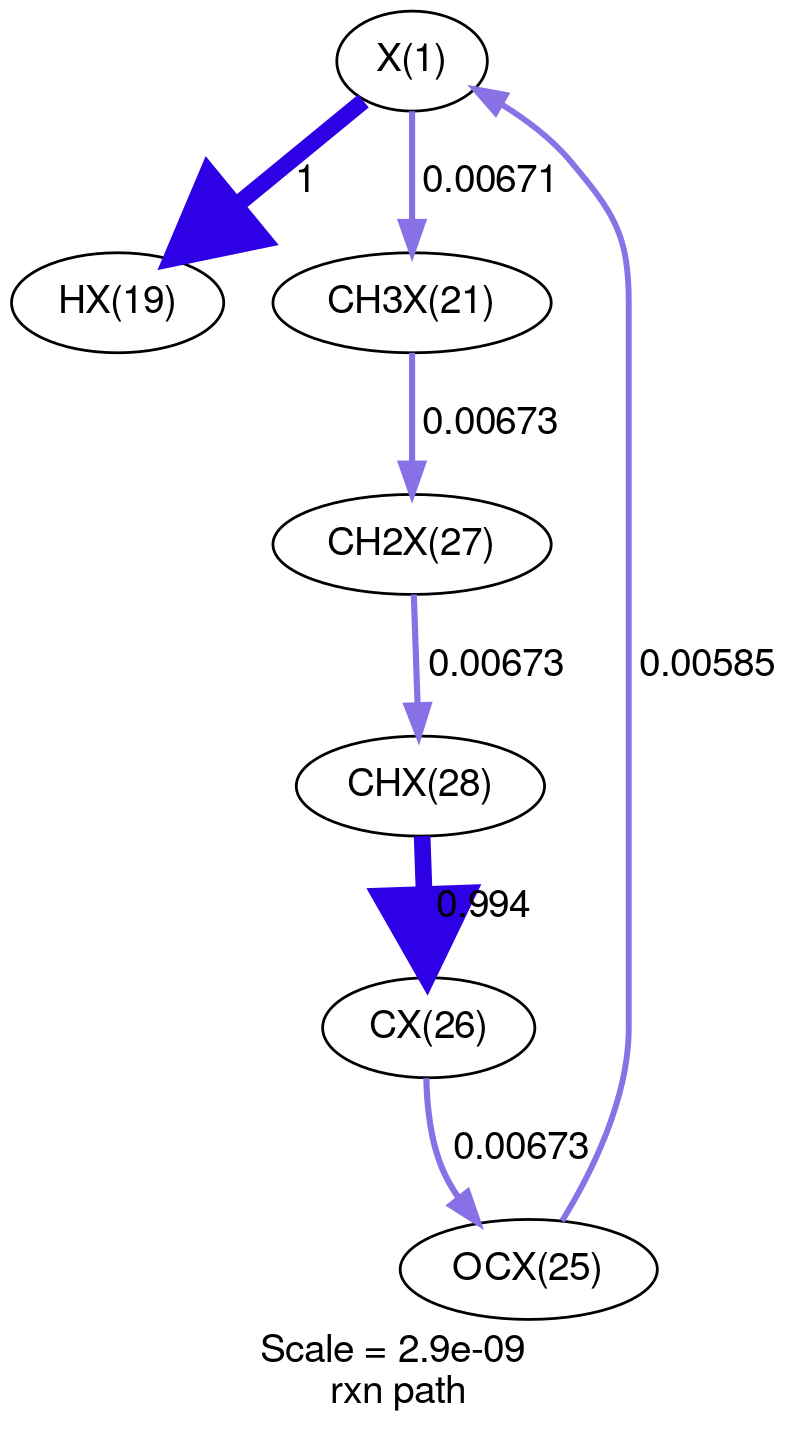 X(1)
1
0.00671
HX(19)
CH3X(21)
0.00673
CH2X(27)
0.00673
0.00585
CHX(28)
0.994
CX(26)
0.00673
OCX(25)
Scale = 2.9e-09
rxn path